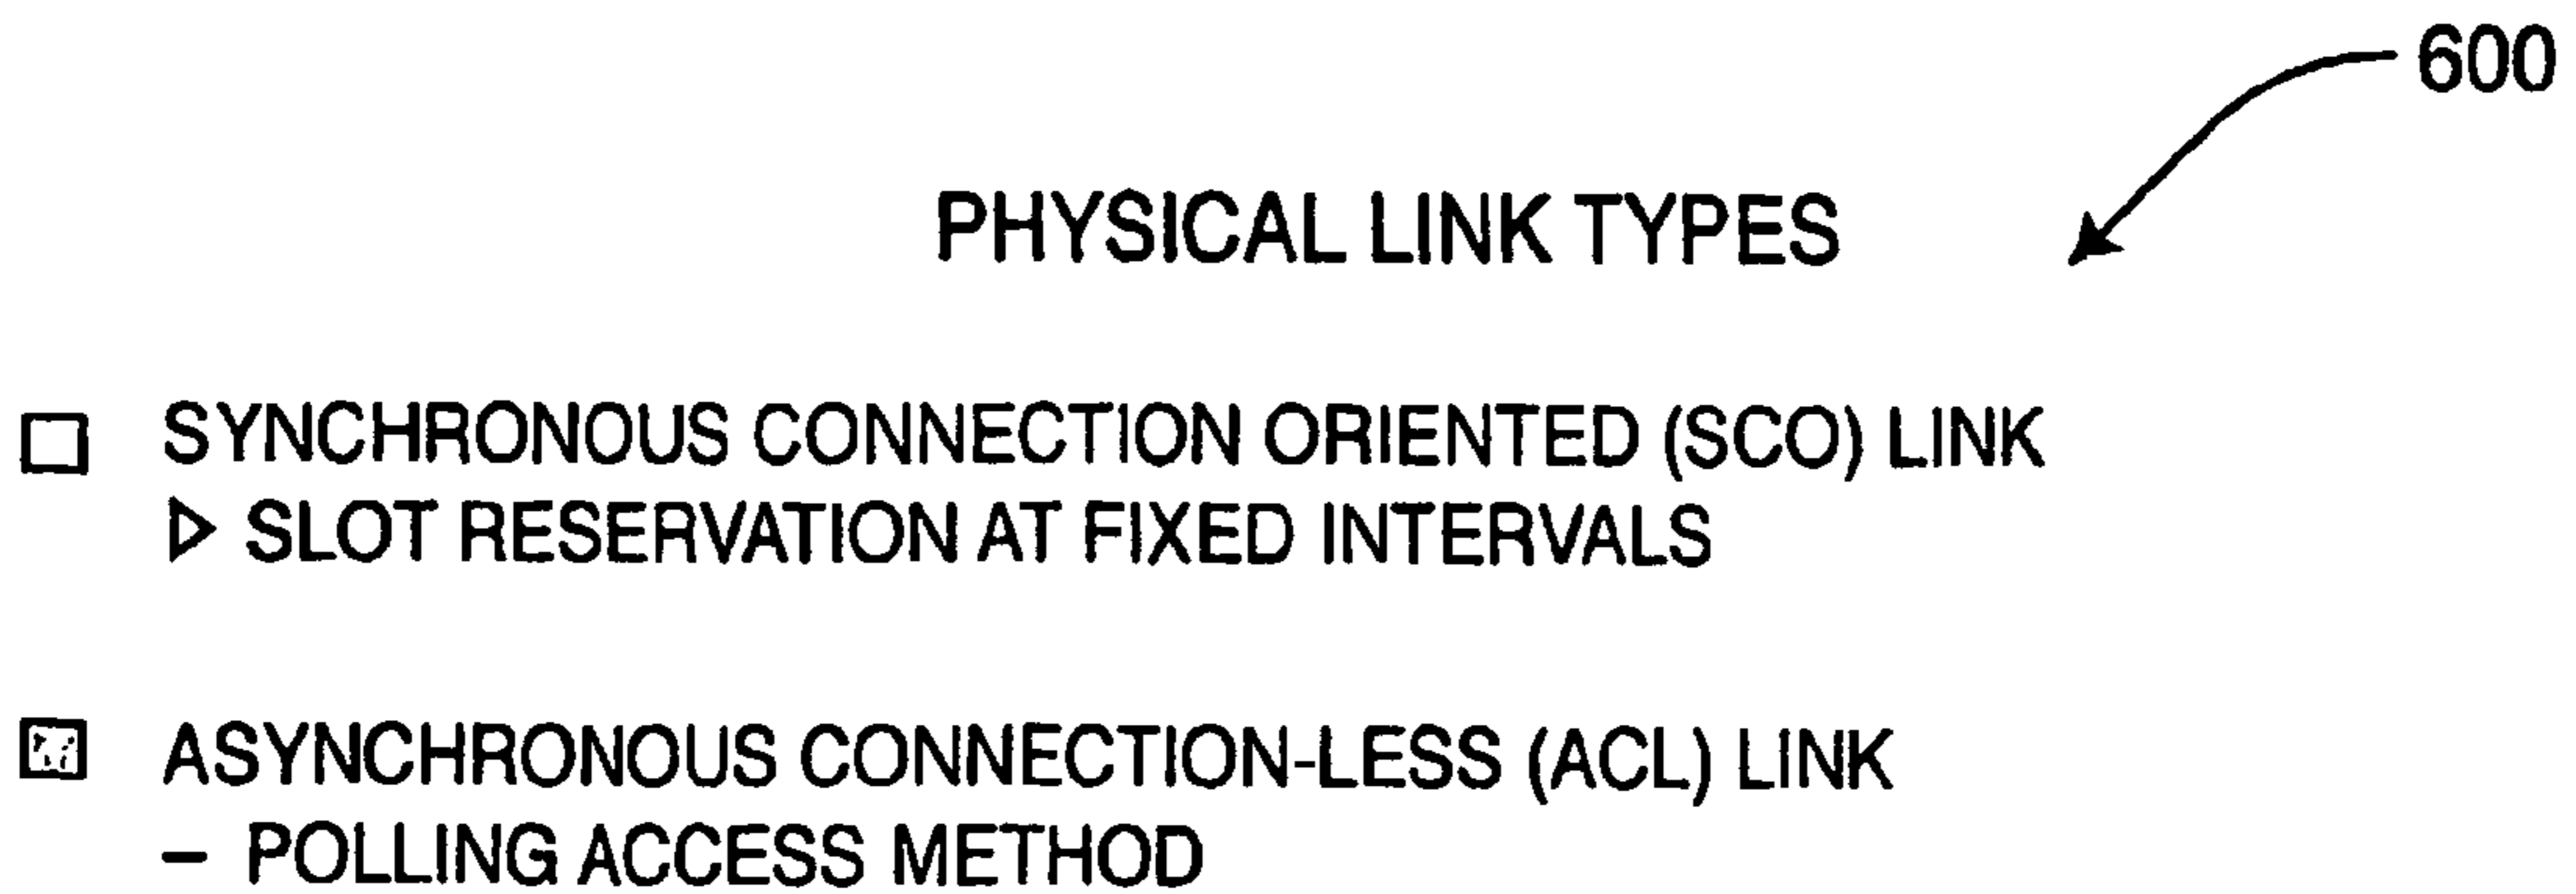 600
PHYSICAL LINK TYPES
SYNCHRONOUS CONNECTION ORIENTED (SCO) LINK
SLOT RESERVATION AT FIXED INTERVALS
ASYNCHRONOUS CONNECTION-LESS (ACL) LINK
– POLLING ACCESS METHOD